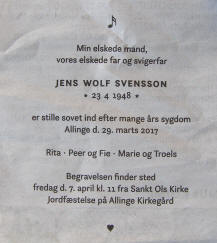 Min elskede mand,
vores elskede far og svigerfar
JENS WOLF SVENSSON
* 23 4 1948 *
er stille sovet ind efter mange års sygdom
Allinge d. 29. marts 2017
Rita · Peer og Fie · Marie og Troels
Begravelsen finder sted
fredag d. 7. april kl. 11 fra Sankt Ols Kirke
Jordfæstelse på Allinge Kirkegård